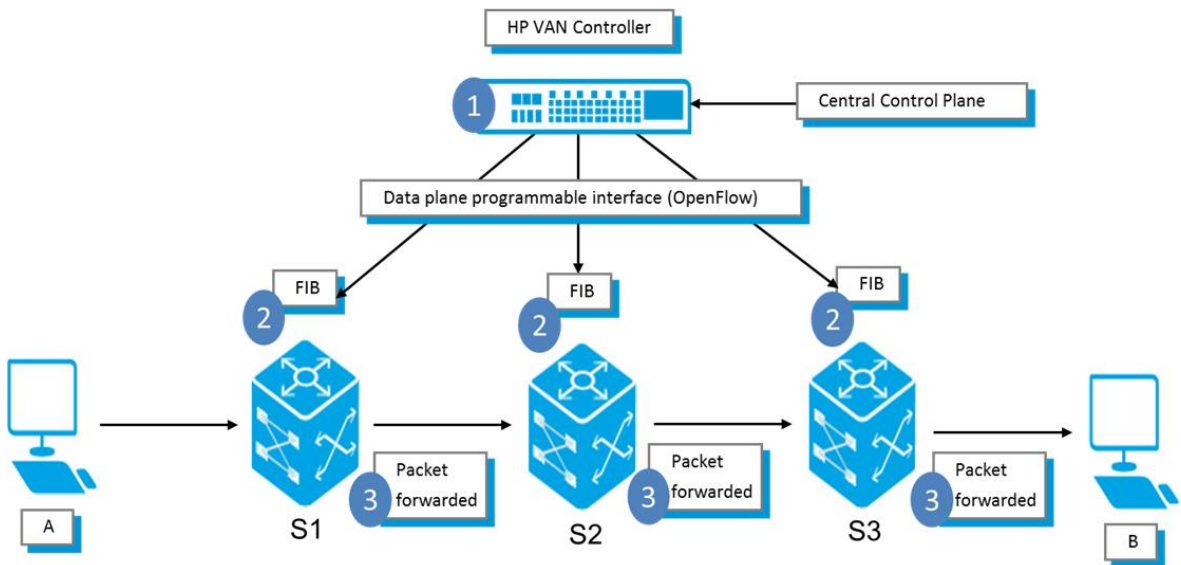 HP VAN Controller
1
Central Control Plane
Data plane programmable interface (OpenFlow)
FIB
2
FIB
2
FIB
2
Packet
forwarded
3
Packet
forwarded
3
Packet
forwarded
3
A
S1
S2
S3
B